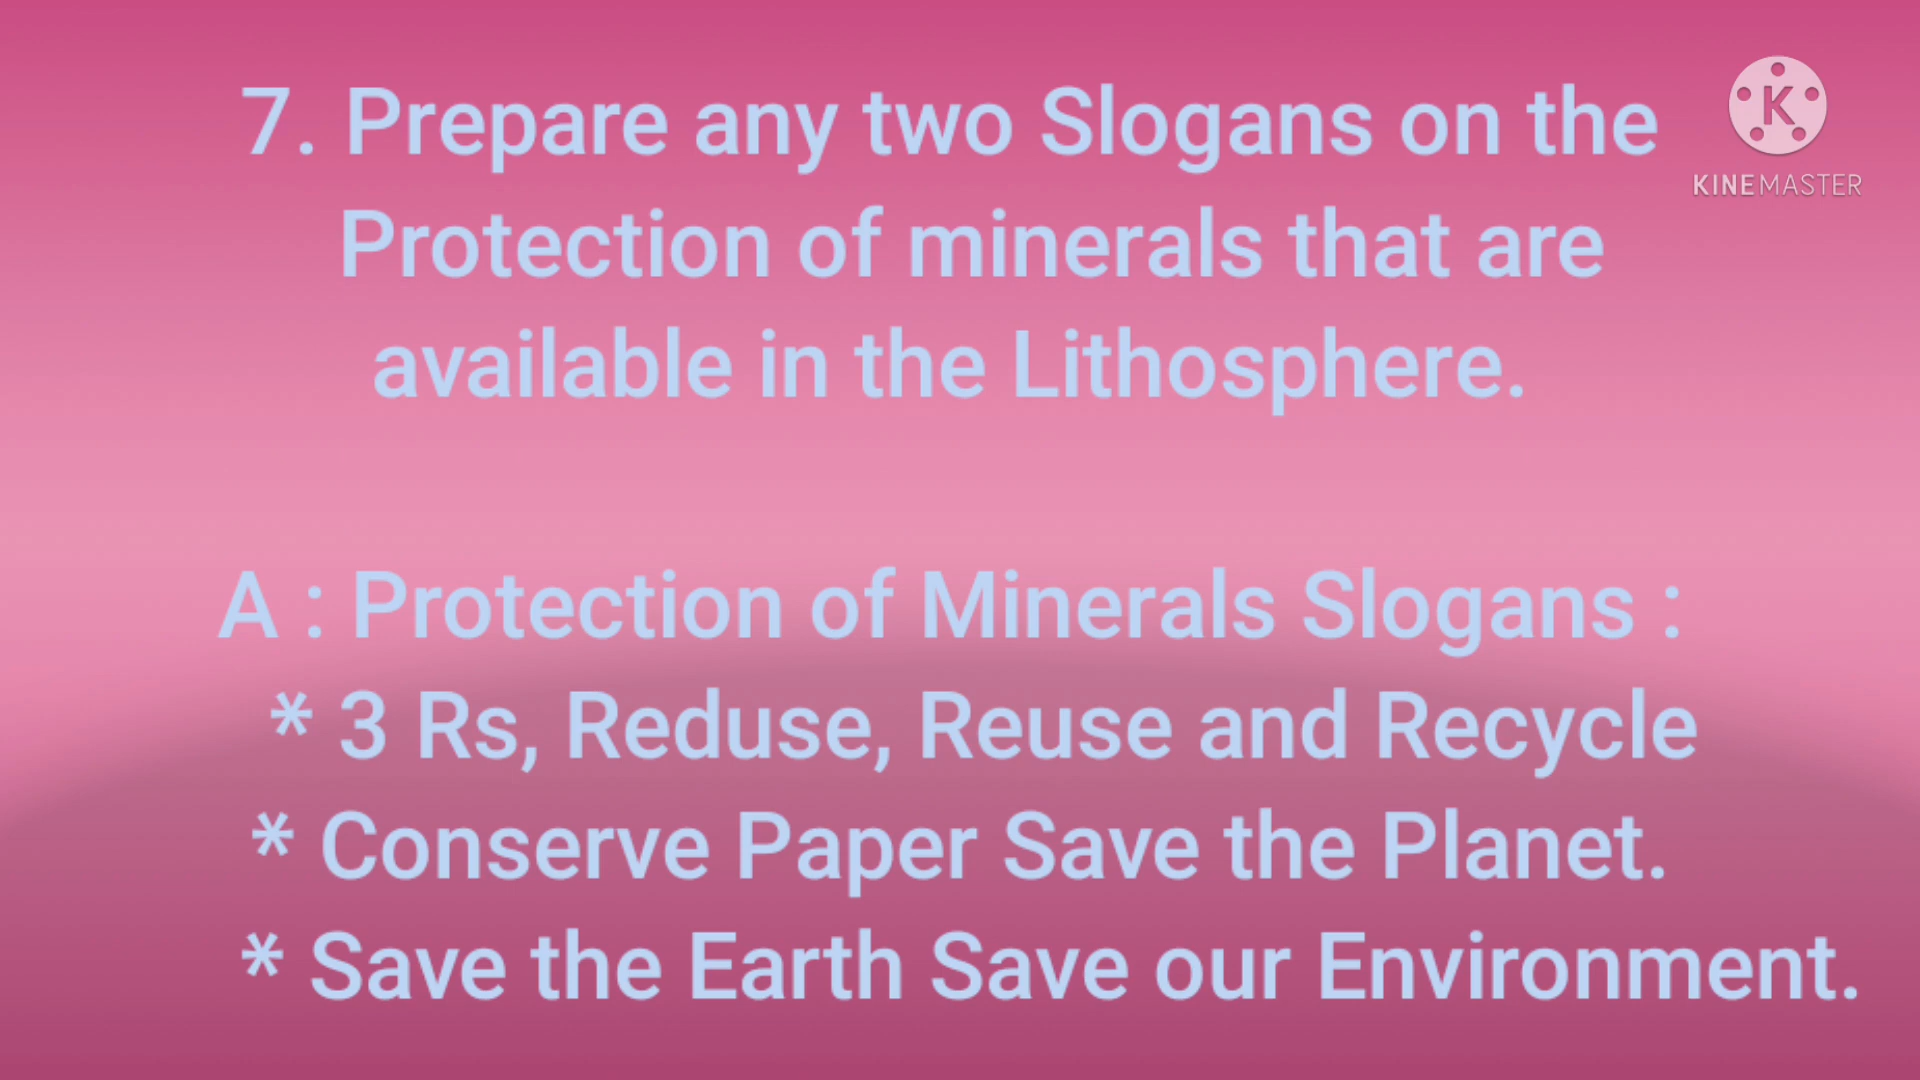 7. Prepare any two Slogans on the
Protection of minerals that are
available in the Lithosphere.
A : Protection of Minerals Slogans :
* 3 Rs, Reduse, Reuse and Recycle
* Conserve Paper Save the Planet.
* Save the Earth Save our Environment.
K
KINEMASTER